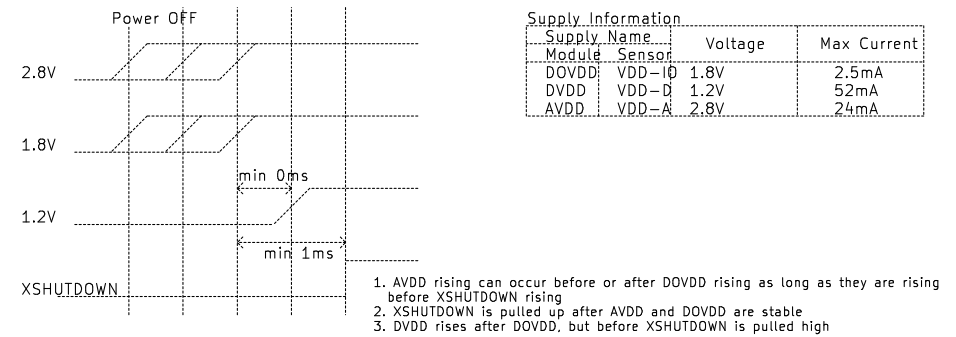 Power OFF
2.8V
1.8V
min 0ms
1.2V
min 1ms
XSHUTDOWN
Supply Information
Supply Name Voltage Max Current
Module Sensor
DOVDD VDD-IO 1.8V 2.5mA
DVDD VDD-D 1.2V 52mA
AVDD VDD-A 2.8V 24mA
1. AVDD rising can occur before or after DOVDD rising as long as they are rising
before XSHUTDOWN rising
2. XSHUTDOWN is pulled up after AVDD and DOVDD are stable
3. DVDD rises after DOVDD, but before XSHUTDOWN is pulled high